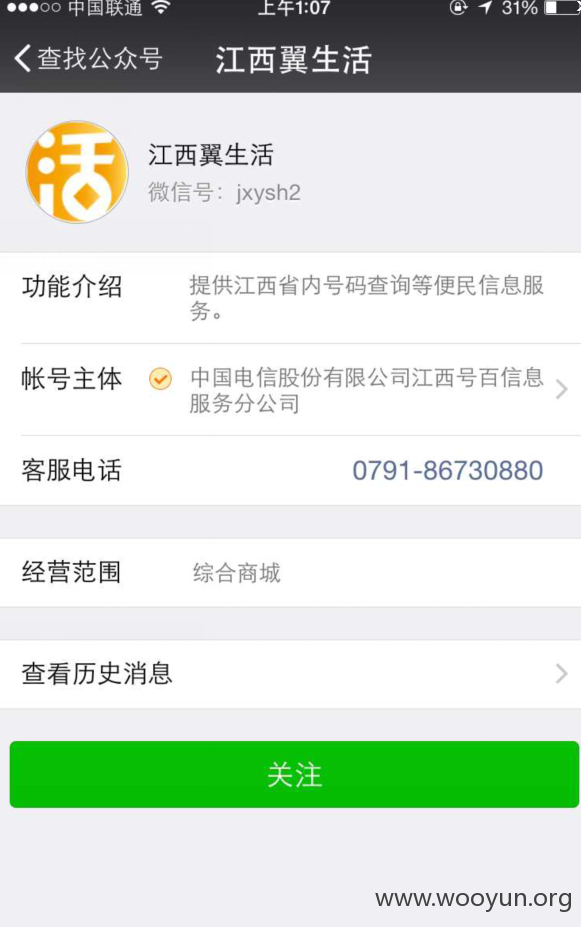 中国联通 上午1:07 31%
查找公众号 江西翼生活
活
江西翼生活
微信号：jxysh2
功能介绍 提供江西省内号码查询等便民信息服
务。
帐号主体 中国电信股份有限公司江西号百信息
服务分公司
客服电话 0791-86730880
经营范围 综合商城
查看历史消息
关注
www.wooyun.org